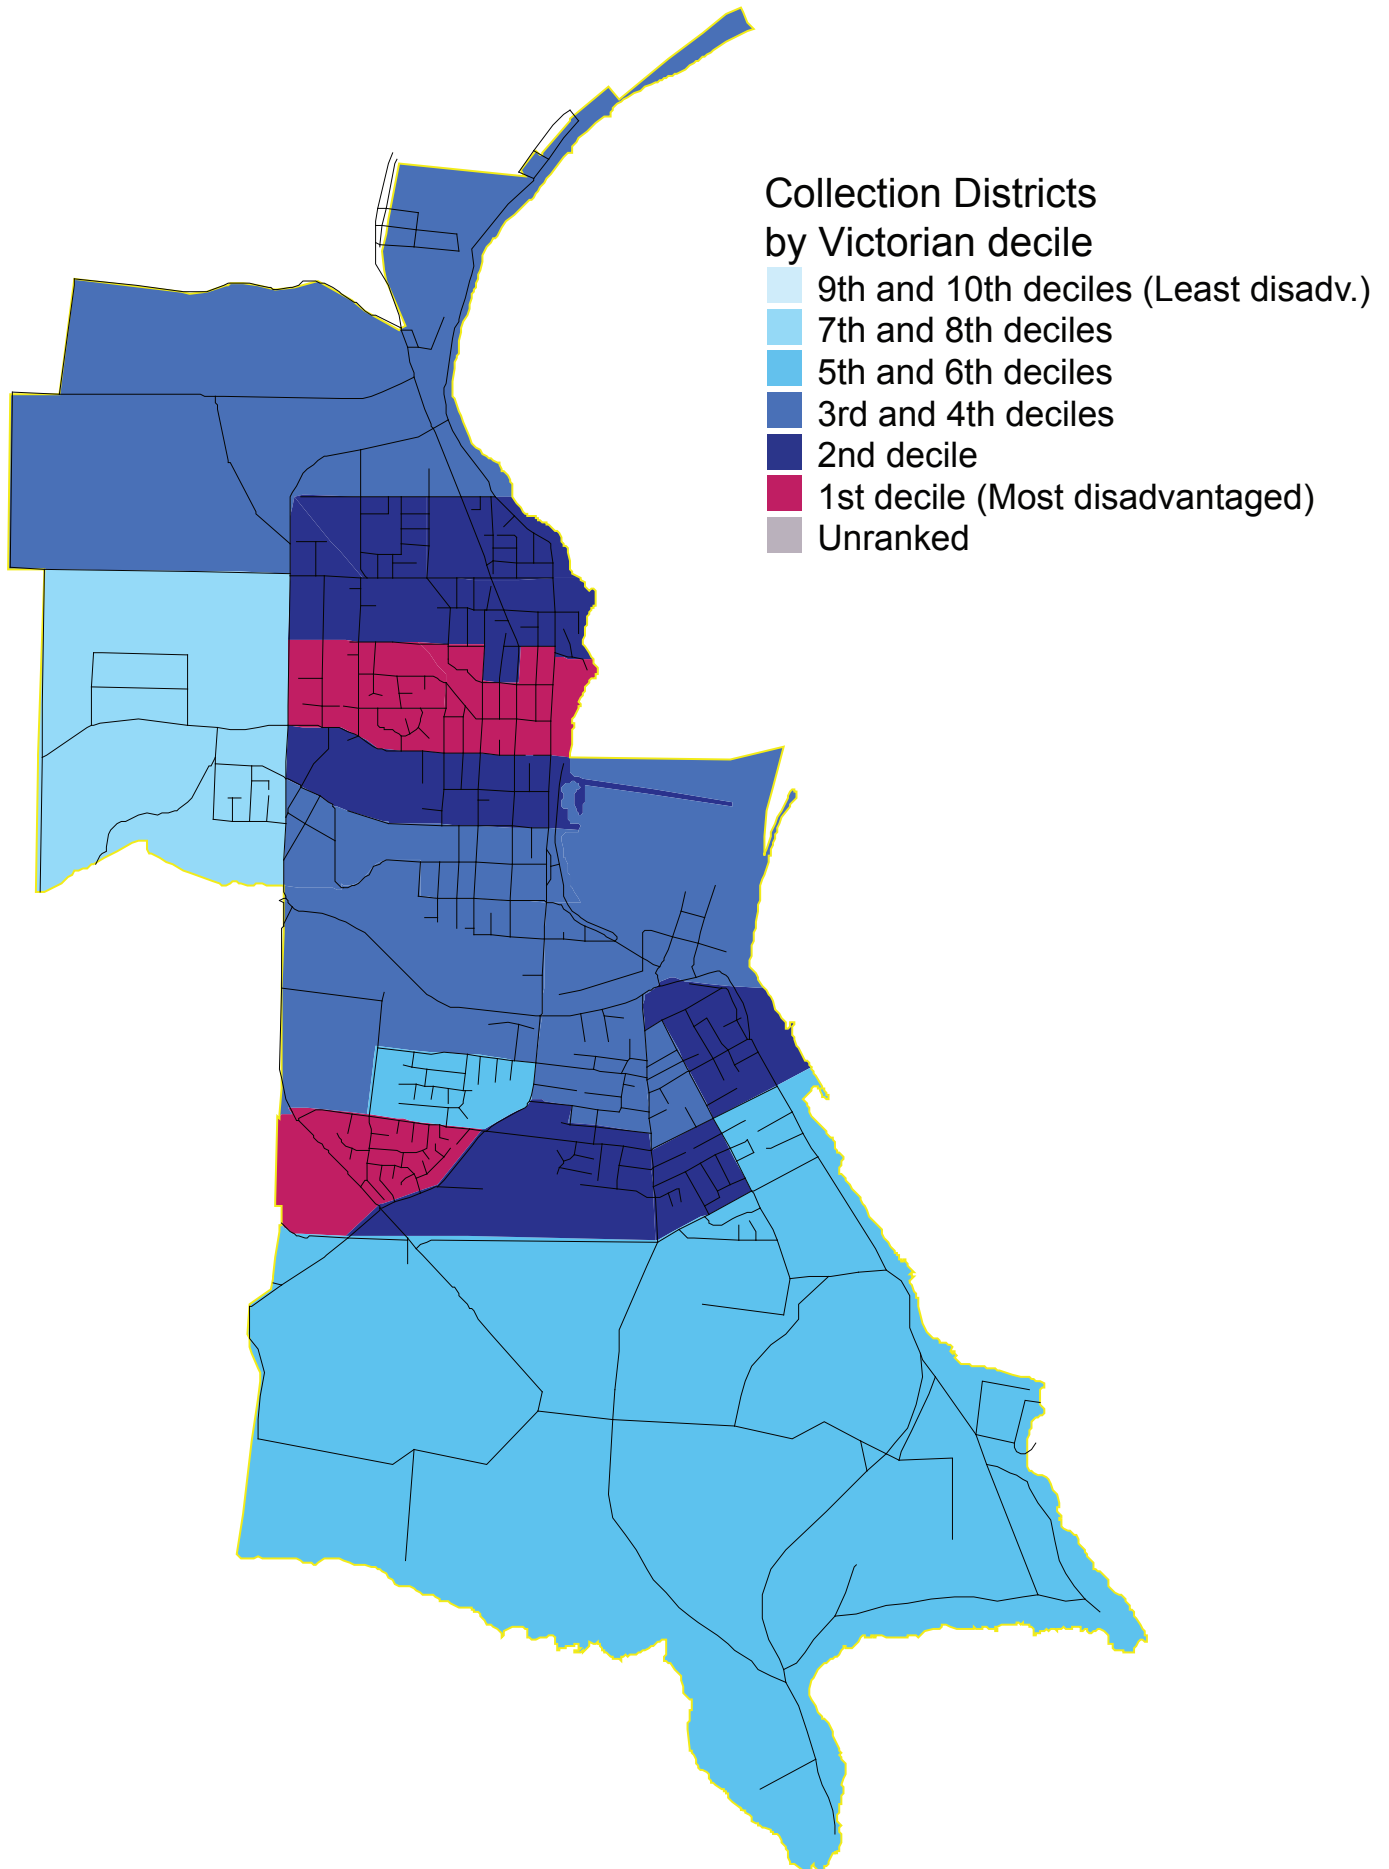 Collection Districts
by Victorian decile
9th and 10th deciles (Least disadv.)
7th and 8th deciles
5th and 6th deciles
3rd and 4th deciles
2nd decile
1st decile (Most disadvantaged)
Unranked